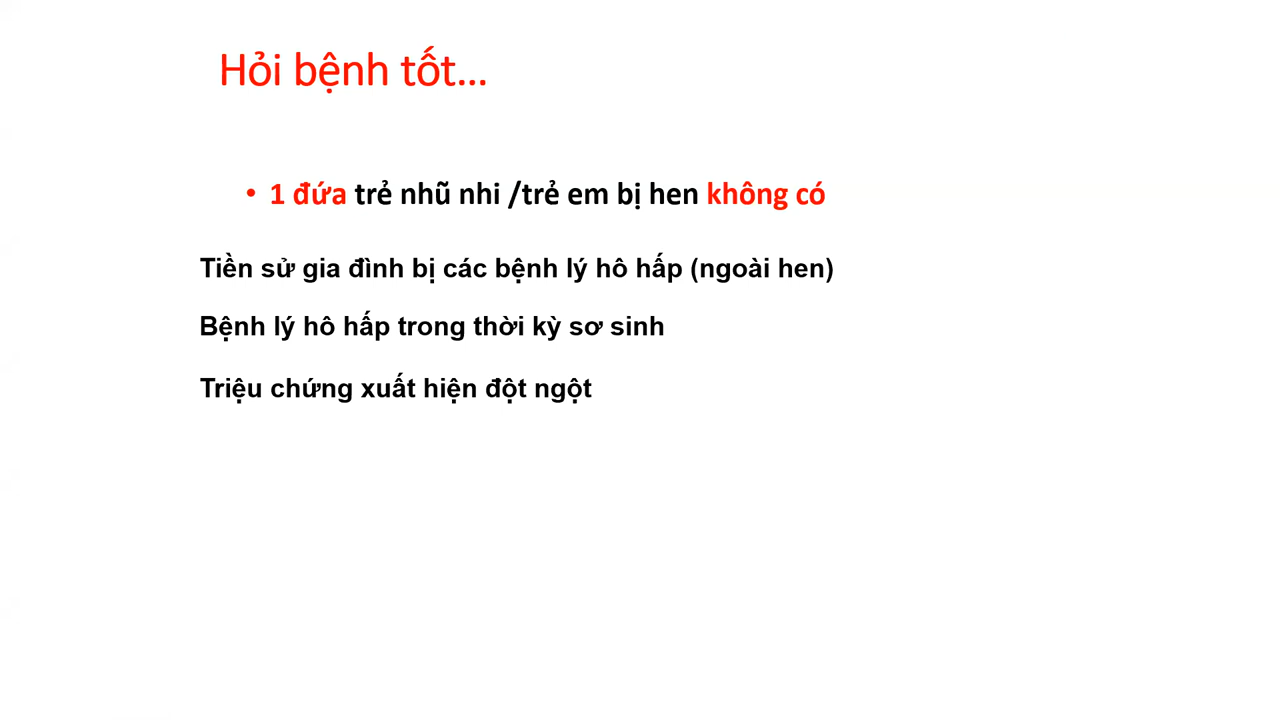 Hỏi bệnh tốt...
• 1 đứa trẻ nhũ nhi /trẻ em bị hen không có
Tiền sử gia đình bị các bệnh lý hô hấp (ngoài hen)
Bệnh lý hô hấp trong thời kỳ sơ sinh
Triệu chứng xuất hiện đột ngột